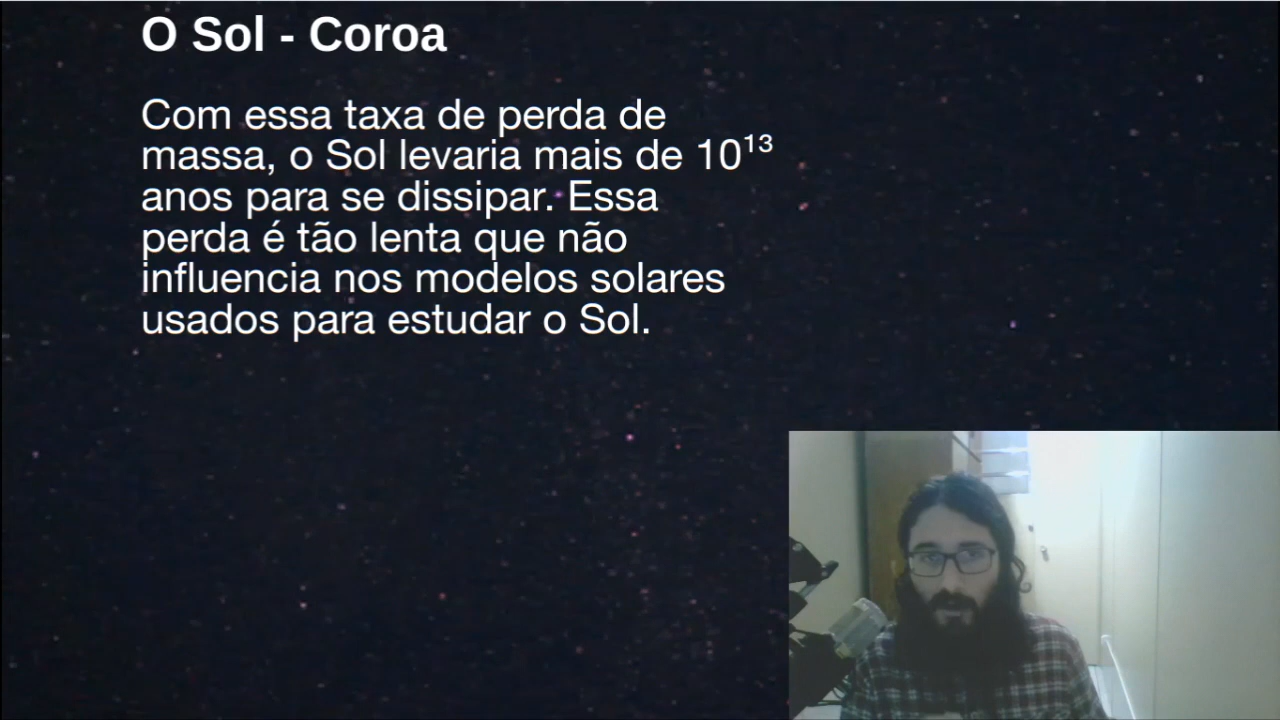 O Sol - Coroa
Com essa taxa de perda de
massa, o Sol levaria mais de 10¹³
anos para se dissipar. Essa
perda é tão lenta que não
influencia nos modelos solares
usados para estudar o Sol.